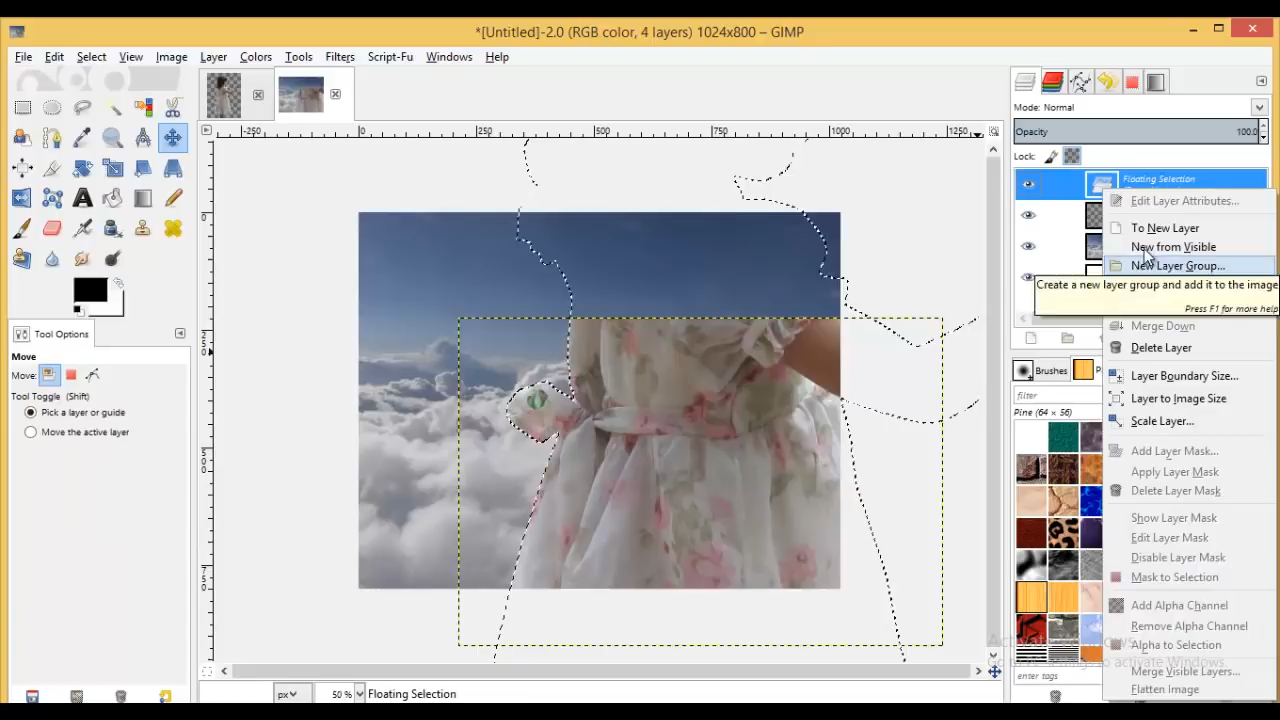 *[Untitled]-2.0 (RGB color, 4 layers) 1024x800 – GIMP
File Edit Select View Image Layer Colors Tools Filters Script-Fu Windows Help
Mode: Normal
-250 0 250 500 750 1000 1250
Opacity 100.0
Lock:
Floating Selection
Edit Layer Attributes...
To New Layer
New from Visible
New Layer Group...
Create a new layer group and add it to the image
Press F1 for more help
Merge Down
Delete Layer
Layer Boundary Size...
Layer to Image Size
Scale Layer...
Add Layer Mask...
Apply Layer Mask
Delete Layer Mask
Show Layer Mask
Edit Layer Mask
Disable Layer Mask
Mask to Selection
Add Alpha Channel
Remove Alpha Channel
Alpha to Selection
Merge Visible Layers...
Flatten Image
Tool Options
Move
Move:
Tool Toggle (Shift)
Pick a layer or guide
Move the active layer
0
250
500
750
Brushes
filter
Pine (64 × 56)
enter tags
px 50 % Floating Selection